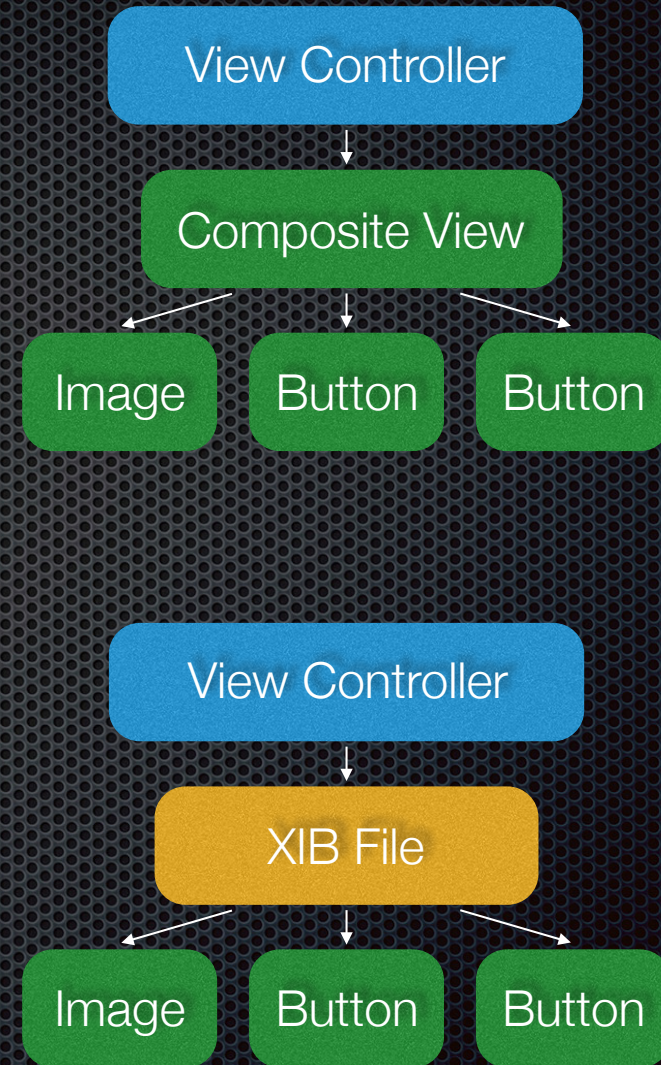 View Controller
Composite View
Image
Button
Button
View Controller
XIB File
Image
Button
Button